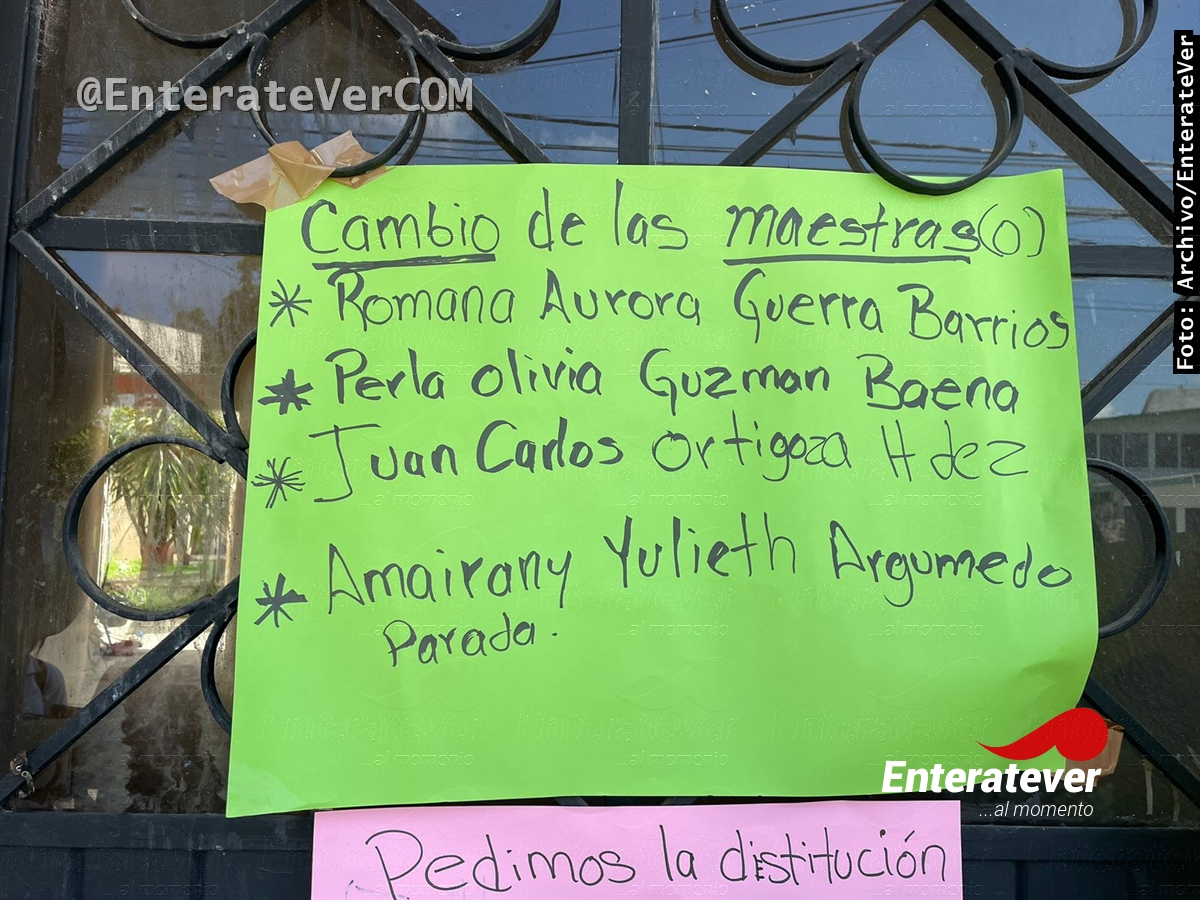 @EnterateVerCOM
Foto: Archivo/EnterateVer
Cambio de las maestras(o)
* Romana Aurora Guerra Barrios
* Perla olivia Guzman Baena
* Juan Carlos ortigoza Hdez
* Amairany Yulieth Argumedo
Parada.
Enteratever
...al momento
Pedimos la distitución